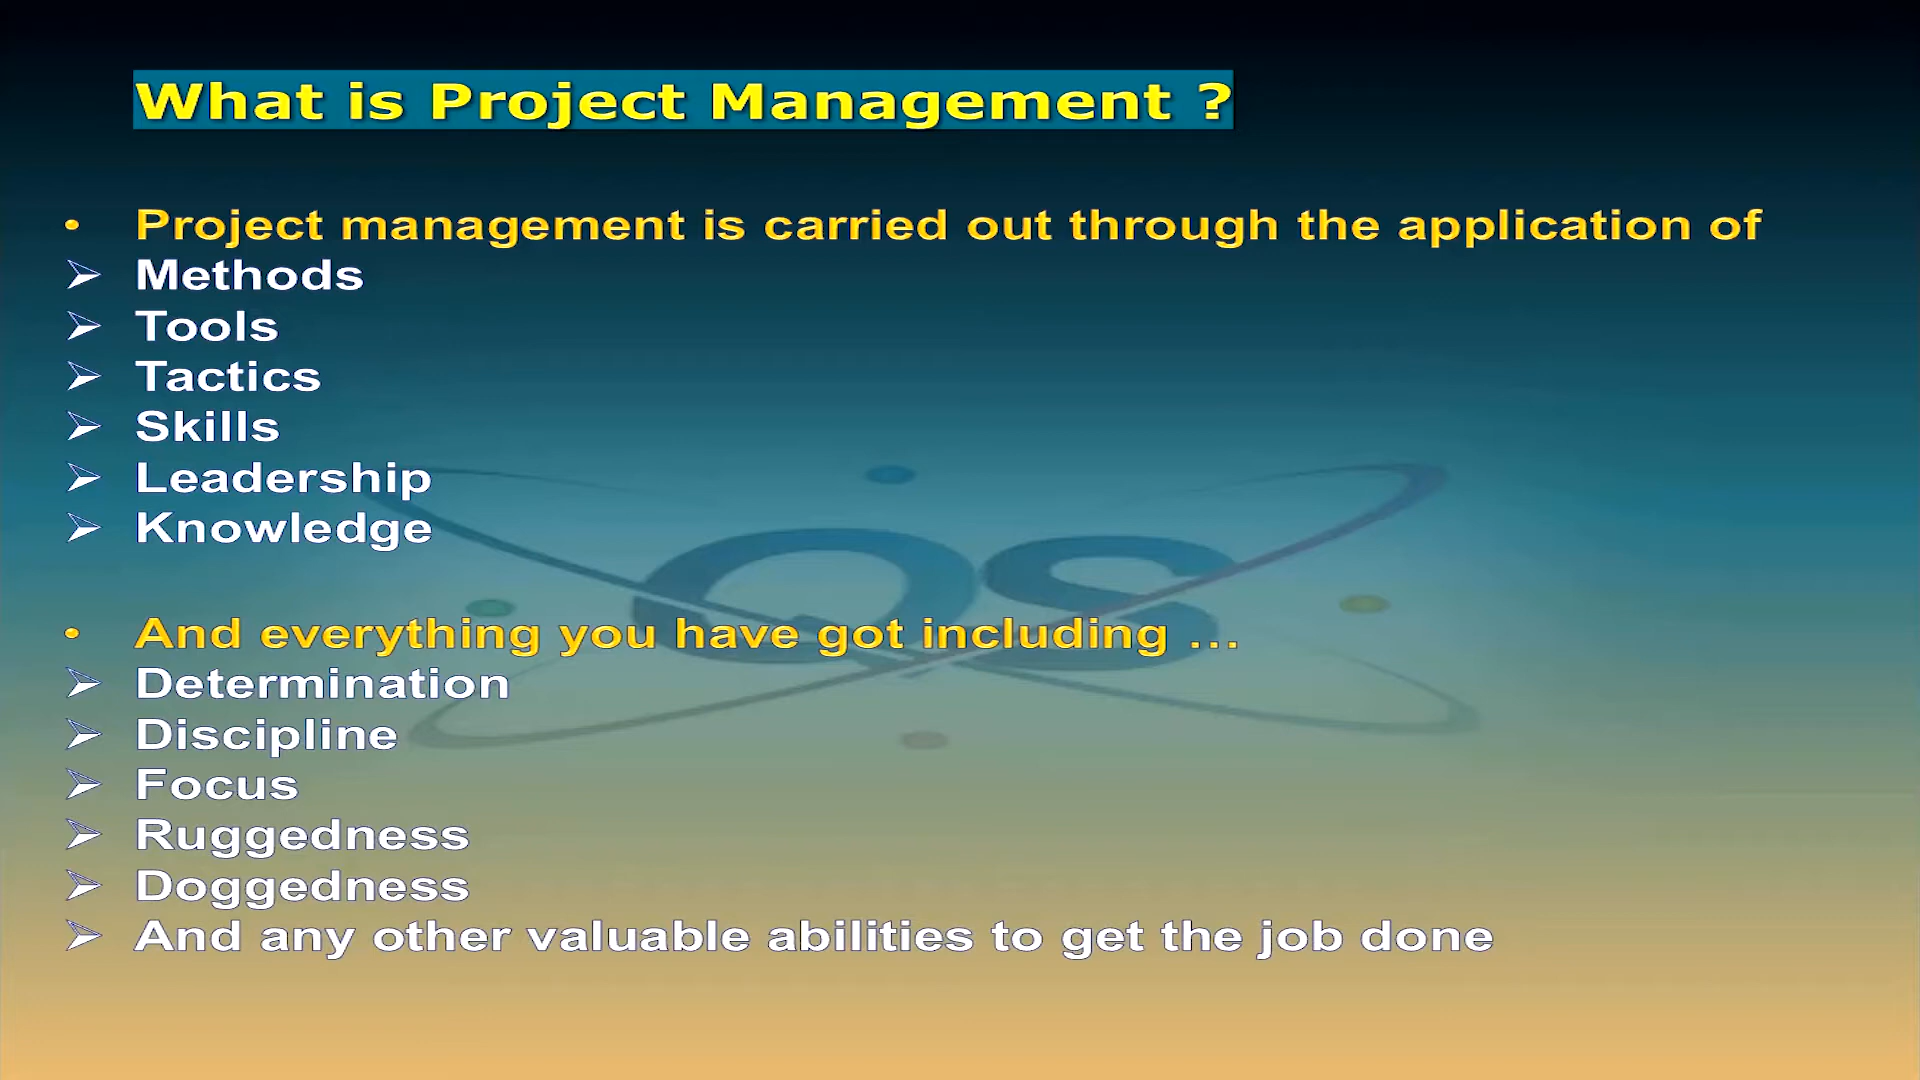 What is Project Management ?
• Project management is carried out through the application of
➢ Methods
➢ Tools
➢ Tactics
➢ Skills
➢ Leadership
➢ Knowledge
QS
• And everything you have got including ...
➢ Determination
➢ Discipline
➢ Focus
➢ Ruggedness
➢ Doggedness
➢ And any other valuable abilities to get the job done